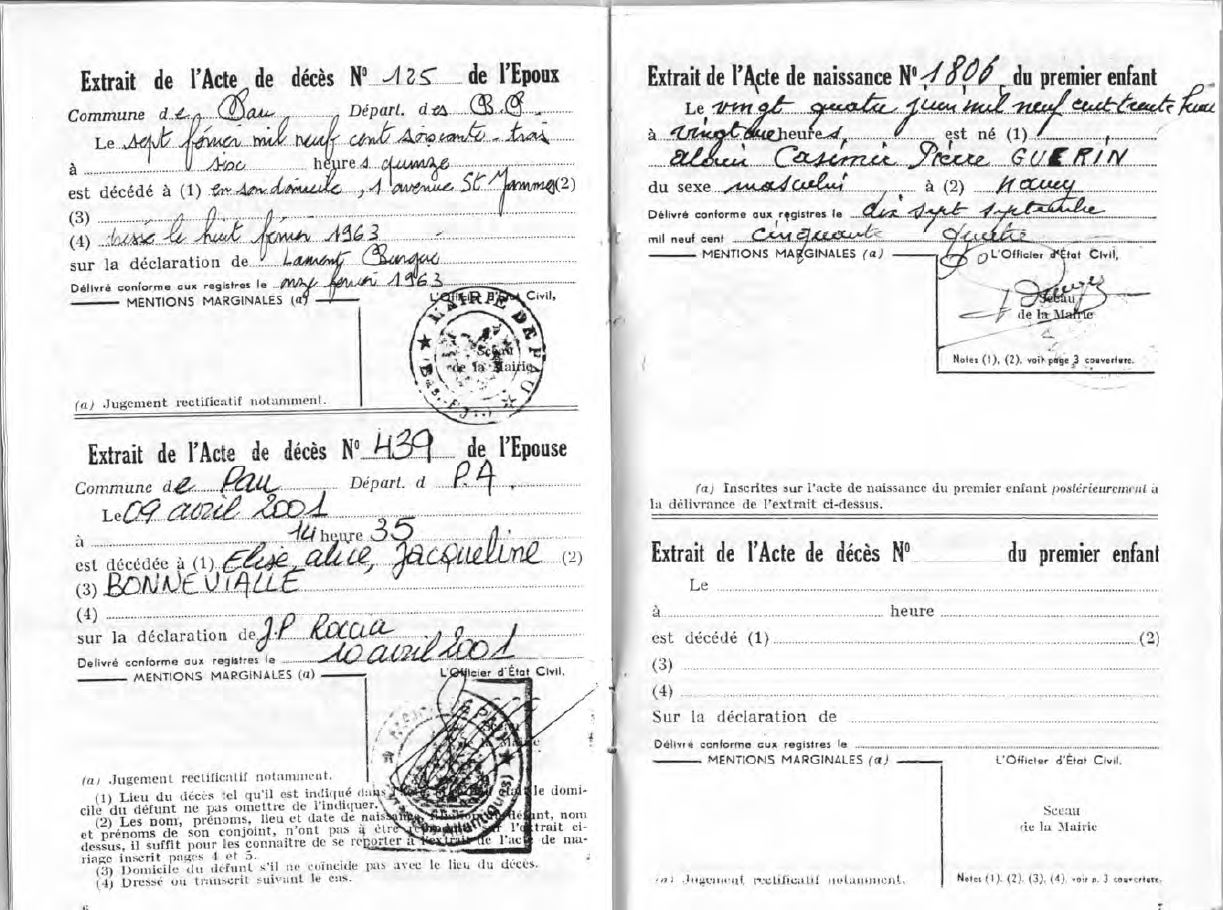 Extrait de l'Acte de décès N° 125 de l'Epoux
Commune de Pau Départ. des B.P.
Le sept février mil neuf cent soixante-trois
à six heures quinze
est décédé à (1) en son domicile, 1 avenue St (2)
(3)
(4) dressé le huit février 1963
sur la déclaration de Laurent
Délivré conforme aux registres le onze février 1963
MENTIONS MARGINALES (a)
L'Officier d'État Civil,
MAIRIE DE PAU
Sceau
de la Mairie
(a) Jugement rectificatif notamment.
Extrait de l'Acte de décès N° 439 de l'Epouse
Commune de Pau Départ. d P.A.
Le 09 avril 2001
à 14 heure 35
est décédée à (1) Elise, alice, Jacqueline (2)
(3) BONNEVIALLE
(4)
sur la déclaration de J.P Roccia
Délivré conforme aux registres le 10 avril 2001
MENTIONS MARGINALES (a)
L'Officier d'État Civil,
Sceau
de la Mairie
(a) Jugement rectificatif notamment.
(1) Lieu du décès tel qu'il est indiqué dans le domi-
cile du défunt ne pas omettre de l'indiquer.
(2) Les nom, prénoms, lieu et date de naissance, défunt, nom
et prénoms de son conjoint, n'ont pas à être l'extrait ci-
dessus, il suffit pour les connaître de se reporter à l'extrait de l'acte de ma-
riage inscrit pages 4 et 5.
(3) Domicile du défunt s'il ne coïncide pas avec le lieu du décès.
(4) Dressé ou transcrit suivant le cas.
6
Extrait de l'Acte de naissance N° 1806 du premier enfant
Le vingt quatre juin mil neuf cent trente huit
à vingt deux heures, est né (1)
alain Casimir Pierre GUERIN
du sexe masculin à (2) nancy
Délivré conforme aux registres le dix sept septembre
mil neuf cent cinquante quatre
MENTIONS MARGINALES (a)
L'Officier d'État Civil,
Sceau
de la Mairie
Notes (1), (2), voir page 3 couverture.
(a) Inscrites sur l'acte de naissance du premier enfant postérieurement à
la délivrance de l'extrait ci-dessus.
Extrait de l'Acte de décès N° du premier enfant
Le
à heure
est décédé (1) (2)
(3)
(4)
Sur la déclaration de
Délivré conforme aux registres le
MENTIONS MARGINALES (a)
L'Officier d'État Civil.
Sceau
de la Mairie
(a) Jugement rectificatif notamment.
Notes (1), (2), (3), (4), voir p. 3 couverture.
7